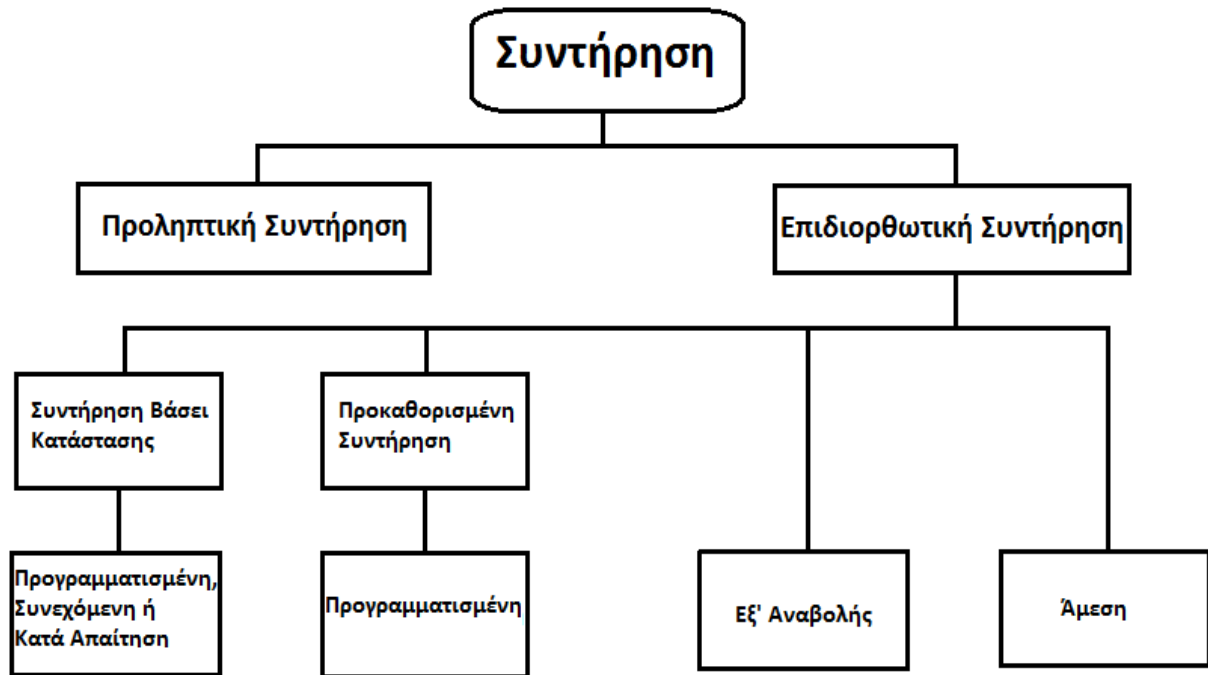 Συντήρηση
Προληπτική Συντήρηση
Επιδιορθωτική Συντήρηση
Συντήρηση Βάσει
Κατάστασης
Προκαθορισμένη
Συντήρηση
Προγραμματισμένη,
Συνεχόμενη ή
Κατά Απαίτηση
Προγραμματισμένη
Εξ' Αναβολής
Άμεση